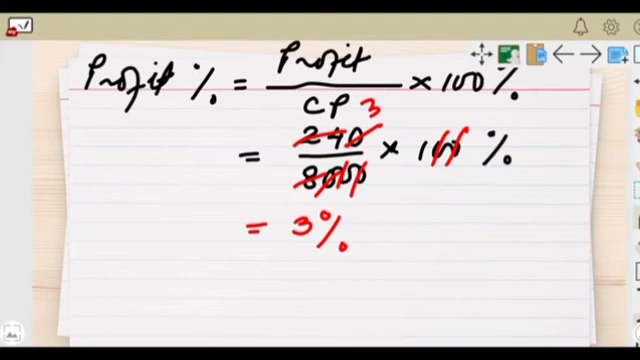 Profit % = Profit / CP × 100 %
3
= 240 / 8000 × 100 %
= 3%